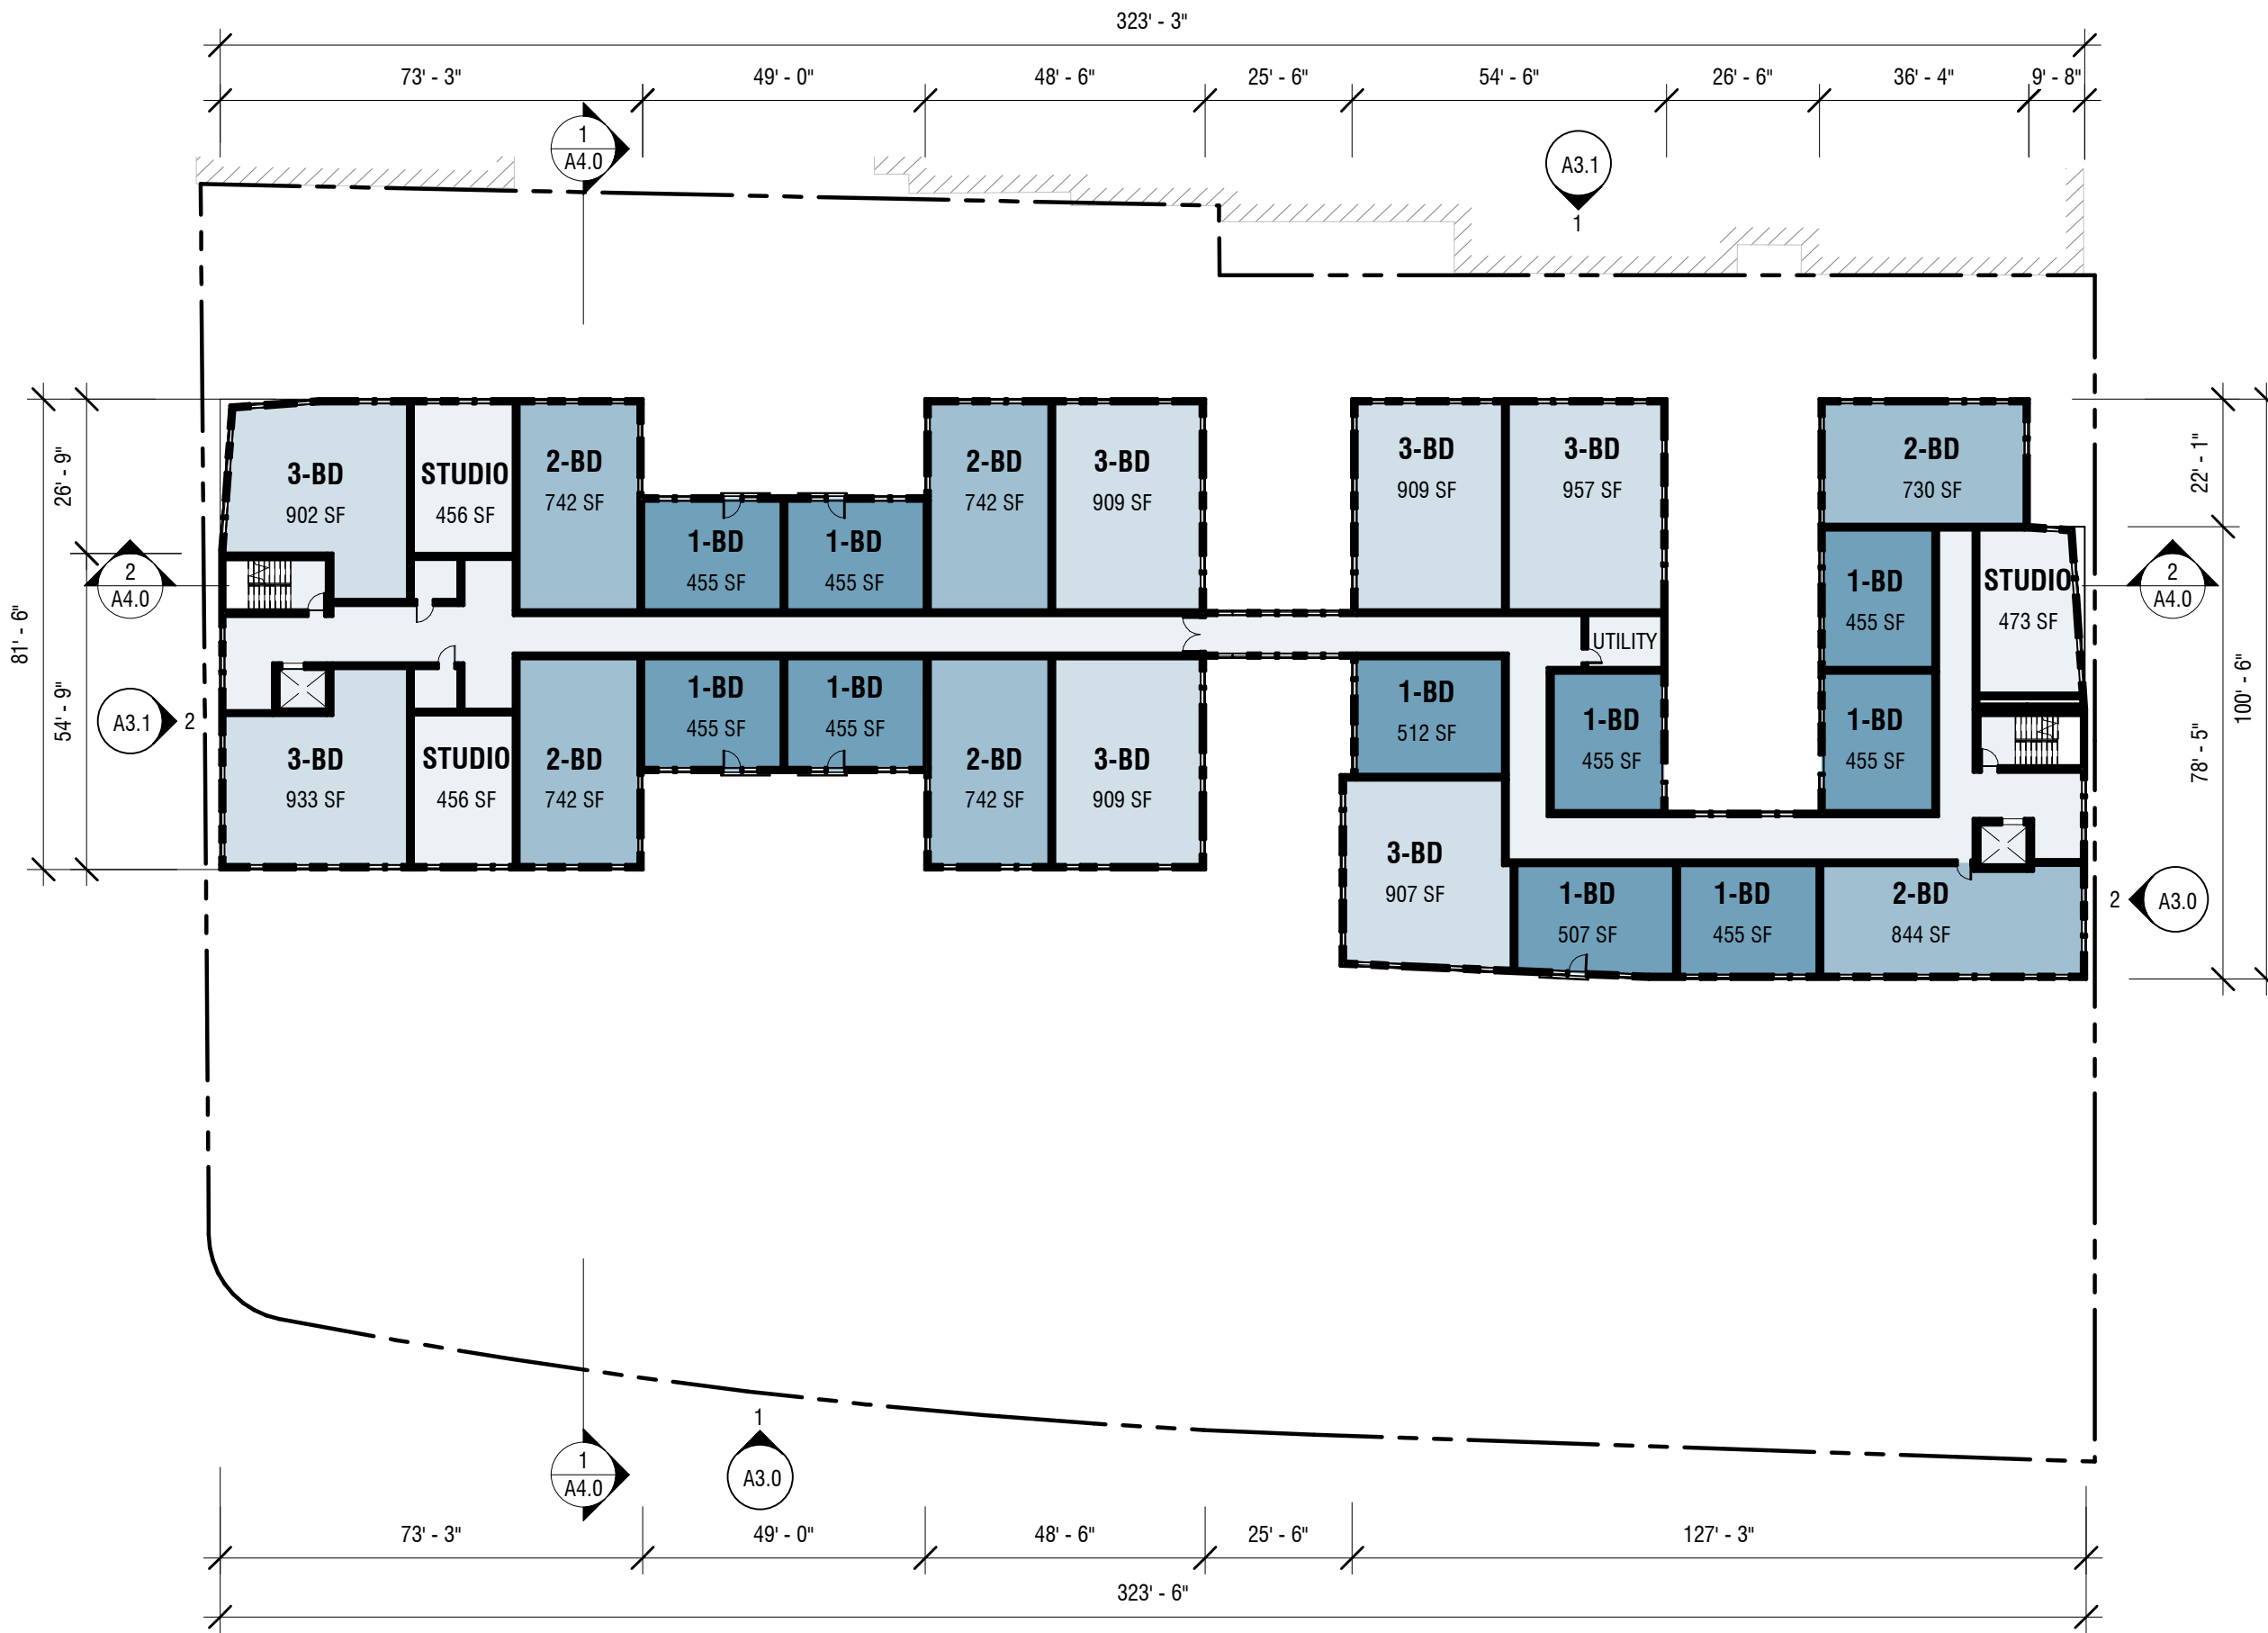 323' - 3"
73' - 3"
49' - 0"
48' - 6"
25' - 6"
54' - 6"
26' - 6"
36' - 4"
9' - 8"
1
A4.0
A3.1
1
3-BD
902 SF
STUDIO
456 SF
2-BD
742 SF
1-BD
455 SF
1-BD
455 SF
2-BD
742 SF
3-BD
909 SF
3-BD
909 SF
3-BD
957 SF
2-BD
730 SF
1-BD
455 SF
STUDIO
473 SF
26' - 9"
22' - 1"
2
A4.0
2
A4.0
81' - 6"
54' - 9"
A3.1
2
UTILITY
3-BD
933 SF
STUDIO
456 SF
2-BD
742 SF
1-BD
455 SF
1-BD
455 SF
2-BD
742 SF
3-BD
909 SF
1-BD
512 SF
1-BD
455 SF
1-BD
455 SF
100' - 6"
78' - 5"
3-BD
907 SF
1-BD
507 SF
1-BD
455 SF
2-BD
844 SF
2
A3.0
1
A4.0
1
A3.0
73' - 3"
49' - 0"
48' - 6"
25' - 6"
127' - 3"
323' - 6"